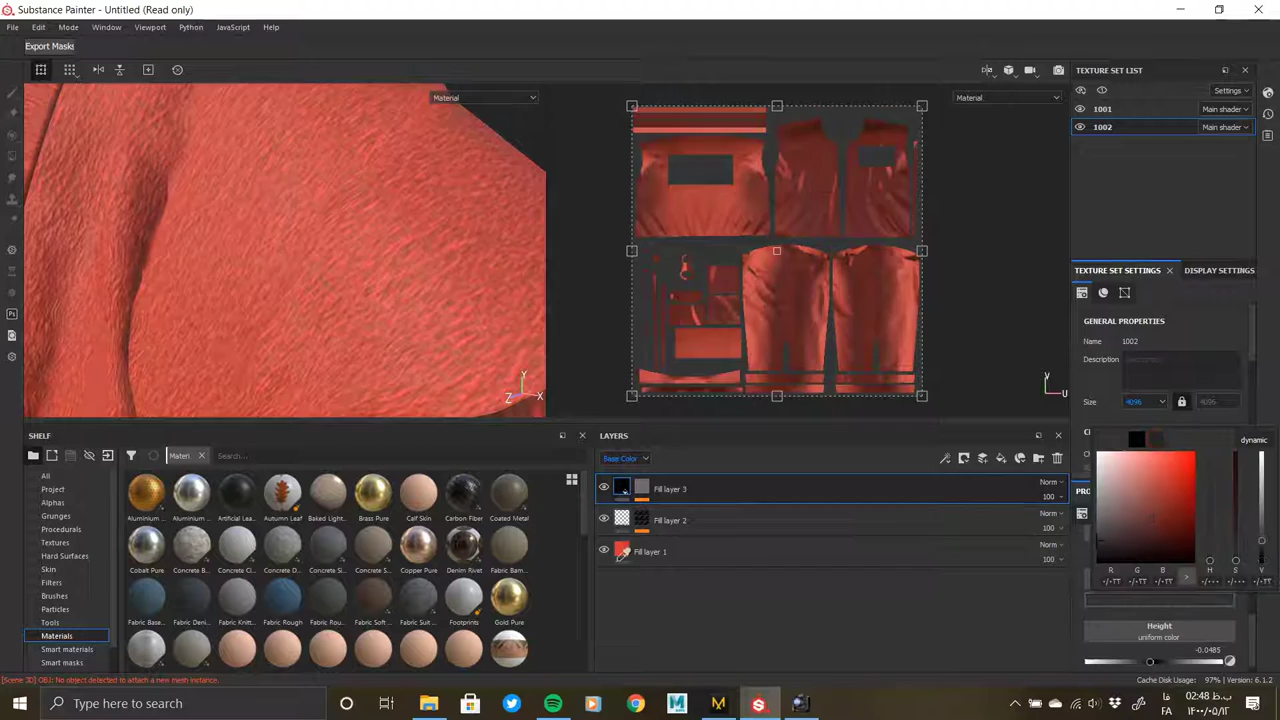 Substance Painter - Untitled (Read only)
File Edit Mode Window Viewport Python JavaScript Help
Export Masks
Material
Material
TEXTURE SET LIST
Settings
1001 Main shader
1002 Main shader
TEXTURE SET SETTINGS DISPLAY SETTINGS
GENERAL PROPERTIES
Name 1002
Description
Size: 4096 4096
dynamic
Y
Z X
V
U
SHELF
Materi
Search...
All
Project
Alphas
Grunges
Procedurals
Textures
Hard Surfaces
Skin
Filters
Brushes
Particles
Tools
Materials
Smart materials
Smart masks
Aluminium ... Aluminium ... Artificial Lea... Autumn Leaf Baked Light... Brass Pure Calf Skin Carbon Fiber Coated Metal
Cobalt Pure Concrete B... Concrete Cl... Concrete D... Concrete Si... Concrete S... Copper Pure Denim Rivet Fabric Bam...
Fabric Base... Fabric Deni... Fabric Knitt... Fabric Rough Fabric Rou... Fabric Soft ... Fabric Suit ... Footprints Gold Pure
LAYERS
Base Color
Fill layer 3 Norm
100
Fill layer 2 Norm
100
Fill layer 1 Norm
100
R G B H S V
Height
uniform color
-0.0485
[Scene 3D] OBJ: No object detected to attach a new mesh instance.
Cache Disk Usage: 97% | Version: 6.1.2
Type here to search
02:48 ب.ظ
فا
FA